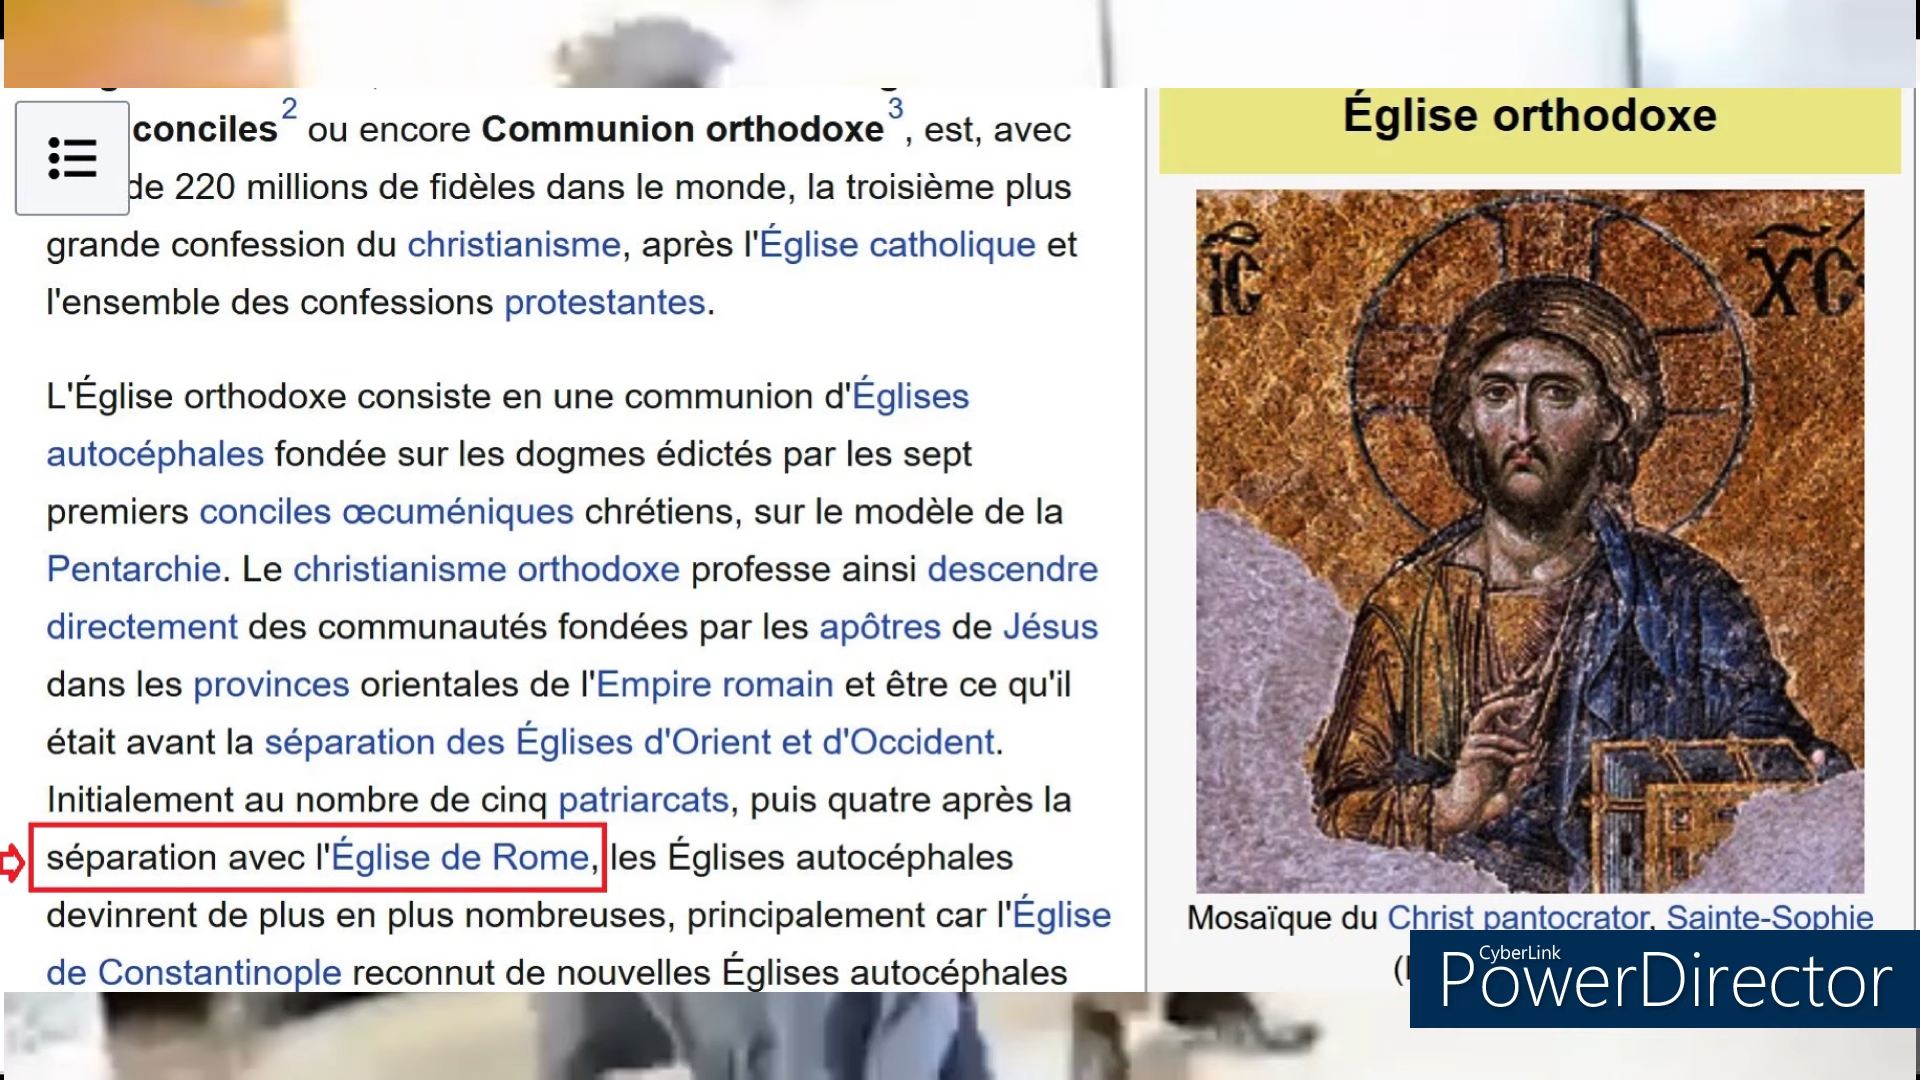 conciles2 ou encore Communion orthodoxe3, est, avec
de 220 millions de fidèles dans le monde, la troisième plus
grande confession du christianisme, après l'Église catholique et
l'ensemble des confessions protestantes.
L'Église orthodoxe consiste en une communion d'Églises
autocéphales fondée sur les dogmes édictés par les sept
premiers conciles œcuméniques chrétiens, sur le modèle de la
Pentarchie. Le christianisme orthodoxe professe ainsi descendre
directement des communautés fondées par les apôtres de Jésus
dans les provinces orientales de l'Empire romain et être ce qu'il
était avant la séparation des Églises d'Orient et d'Occident.
Initialement au nombre de cinq patriarcats, puis quatre après la
séparation avec l'Église de Rome, les Églises autocéphales
devinrent de plus en plus nombreuses, principalement car l'Église
de Constantinople reconnut de nouvelles Églises autocéphales
Église orthodoxe
IC XC
Mosaïque du Christ pantocrator, Sainte-Sophie
CyberLink
PowerDirector